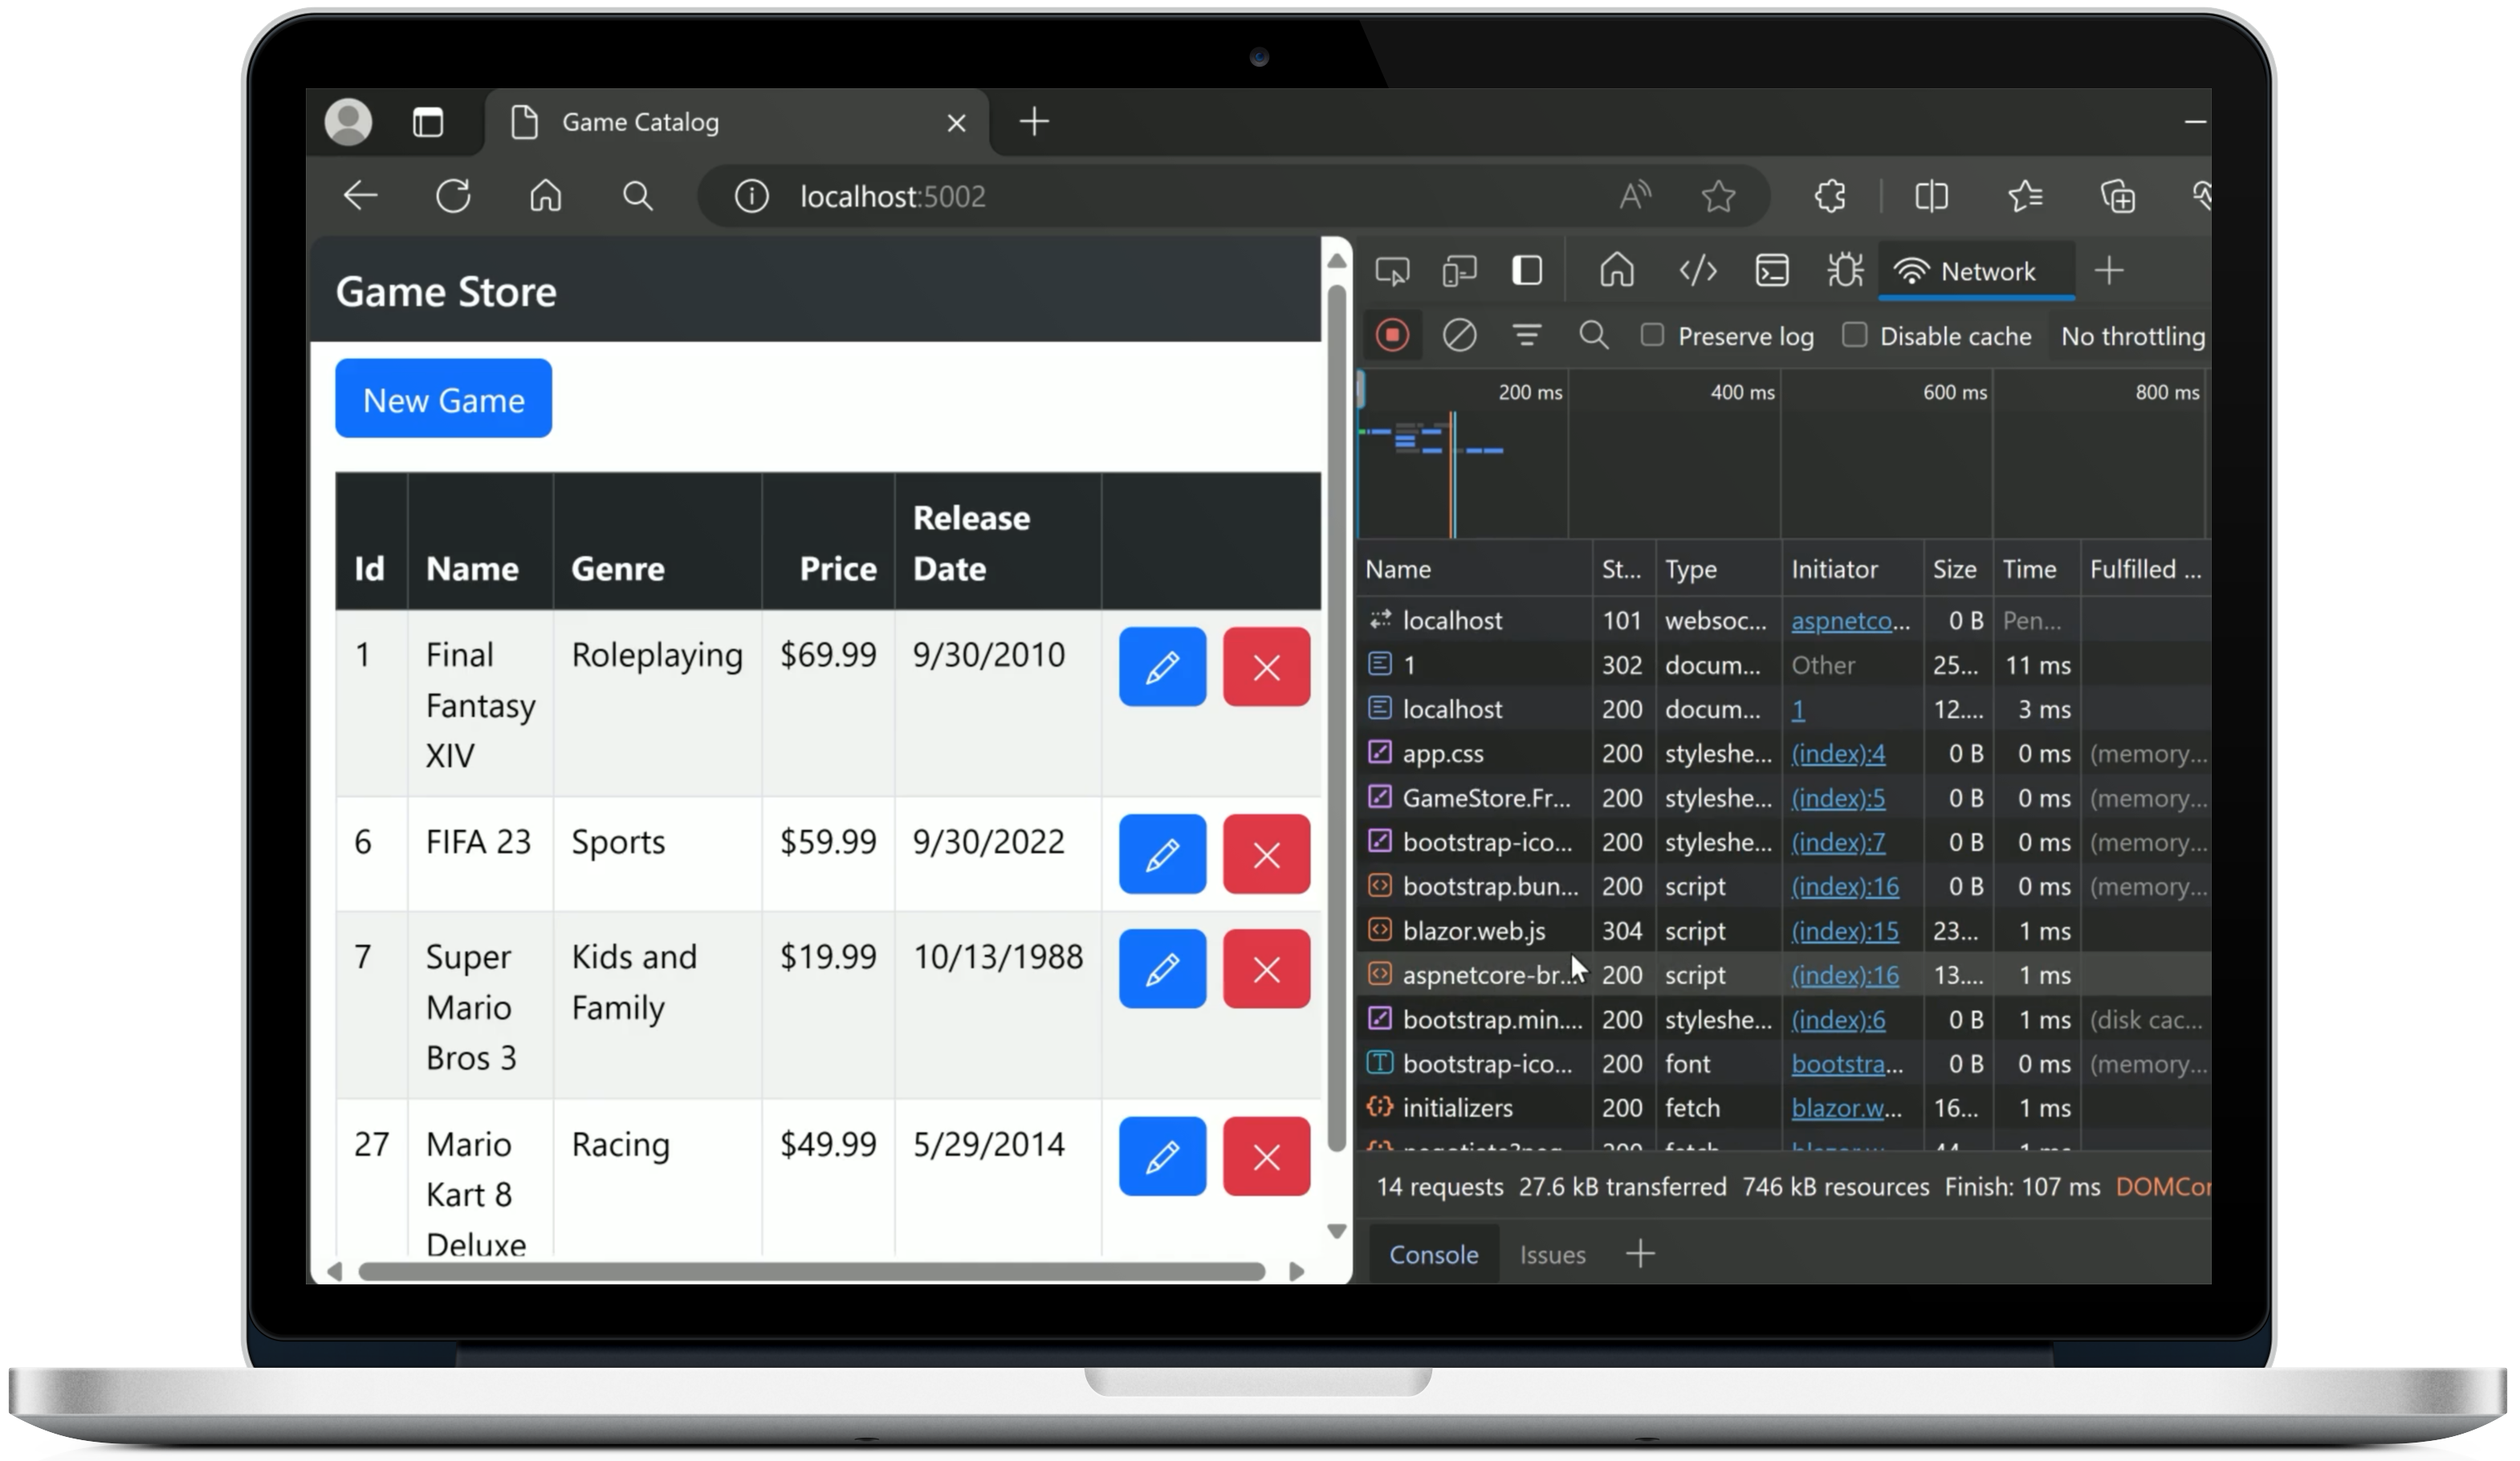 Game Catalog
localhost:5002
Game Store
New Game
Id Name Genre Price Release Date
1 Final Fantasy XIV Roleplaying $69.99 9/30/2010
6 FIFA 23 Sports $59.99 9/30/2022
7 Super Mario Bros 3 Kids and Family $19.99 10/13/1988
27 Mario Kart 8 Deluxe Racing $49.99 5/29/2014
Network
Preserve log Disable cache No throttling
200 ms 400 ms 600 ms 800 ms
Name St... Type Initiator Size Time Fulfilled ...
localhost 101 websoc... aspnetco... 0 B Pen...
1 302 docum... Other 25... 11 ms
localhost 200 docum... 1 12.... 3 ms
app.css 200 styleshe... (index):4 0 B 0 ms (memory...
GameStore.Fr... 200 styleshe... (index):5 0 B 0 ms (memory...
bootstrap-ico... 200 styleshe... (index):7 0 B 0 ms (memory...
bootstrap.bun... 200 script (index):16 0 B 0 ms (memory...
blazor.web.js 304 script (index):15 23... 1 ms
aspnetcore-br... 200 script (index):16 13.... 1 ms
bootstrap.min.... 200 styleshe... (index):6 0 B 1 ms (disk cac...
bootstrap-ico... 200 font bootstra... 0 B 0 ms (memory...
initializers 200 fetch blazor.w... 16... 1 ms
14 requests 27.6 kB transferred 746 kB resources Finish: 107 ms DOMCon
Console Issues